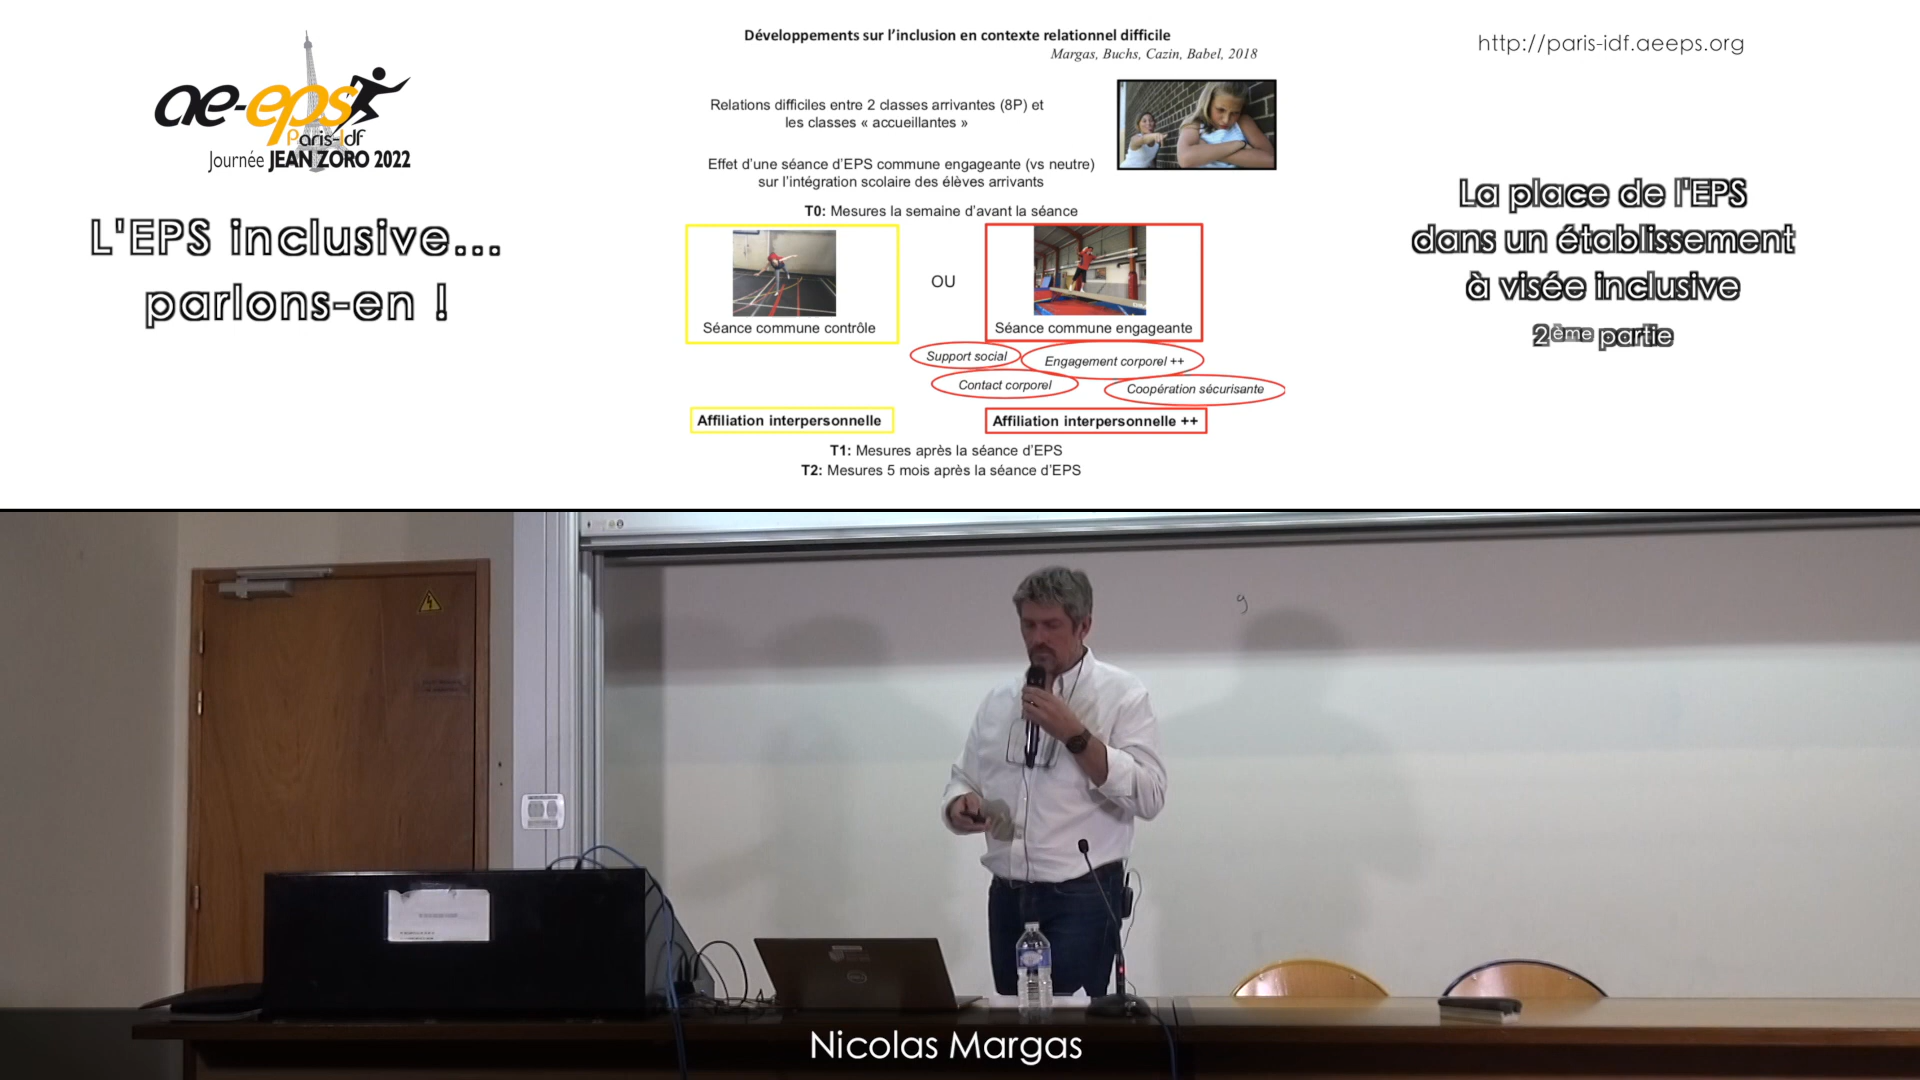 ae-eps
Paris-Idf
Journée JEAN ZORO 2022
L'EPS inclusive...
parlons-en !
Développements sur l’inclusion en contexte relationnel difficile
Margas, Buchs, Cazin, Babel, 2018
Relations difficiles entre 2 classes arrivantes (8P) et
les classes « accueillantes »
Effet d’une séance d’EPS commune engageante (vs neutre)
sur l’intégration scolaire des élèves arrivants
T0: Mesures la semaine d’avant la séance
Séance commune contrôle
OU
Séance commune engageante
Support social
Engagement corporel ++
Contact corporel
Coopération sécurisante
Affiliation interpersonnelle
Affiliation interpersonnelle ++
T1: Mesures après la séance d’EPS
T2: Mesures 5 mois après la séance d’EPS
http://paris-idf.aeeps.org
La place de l'EPS
dans un établissement
à visée inclusive
2ème partie
9
DELL
Nicolas Margas